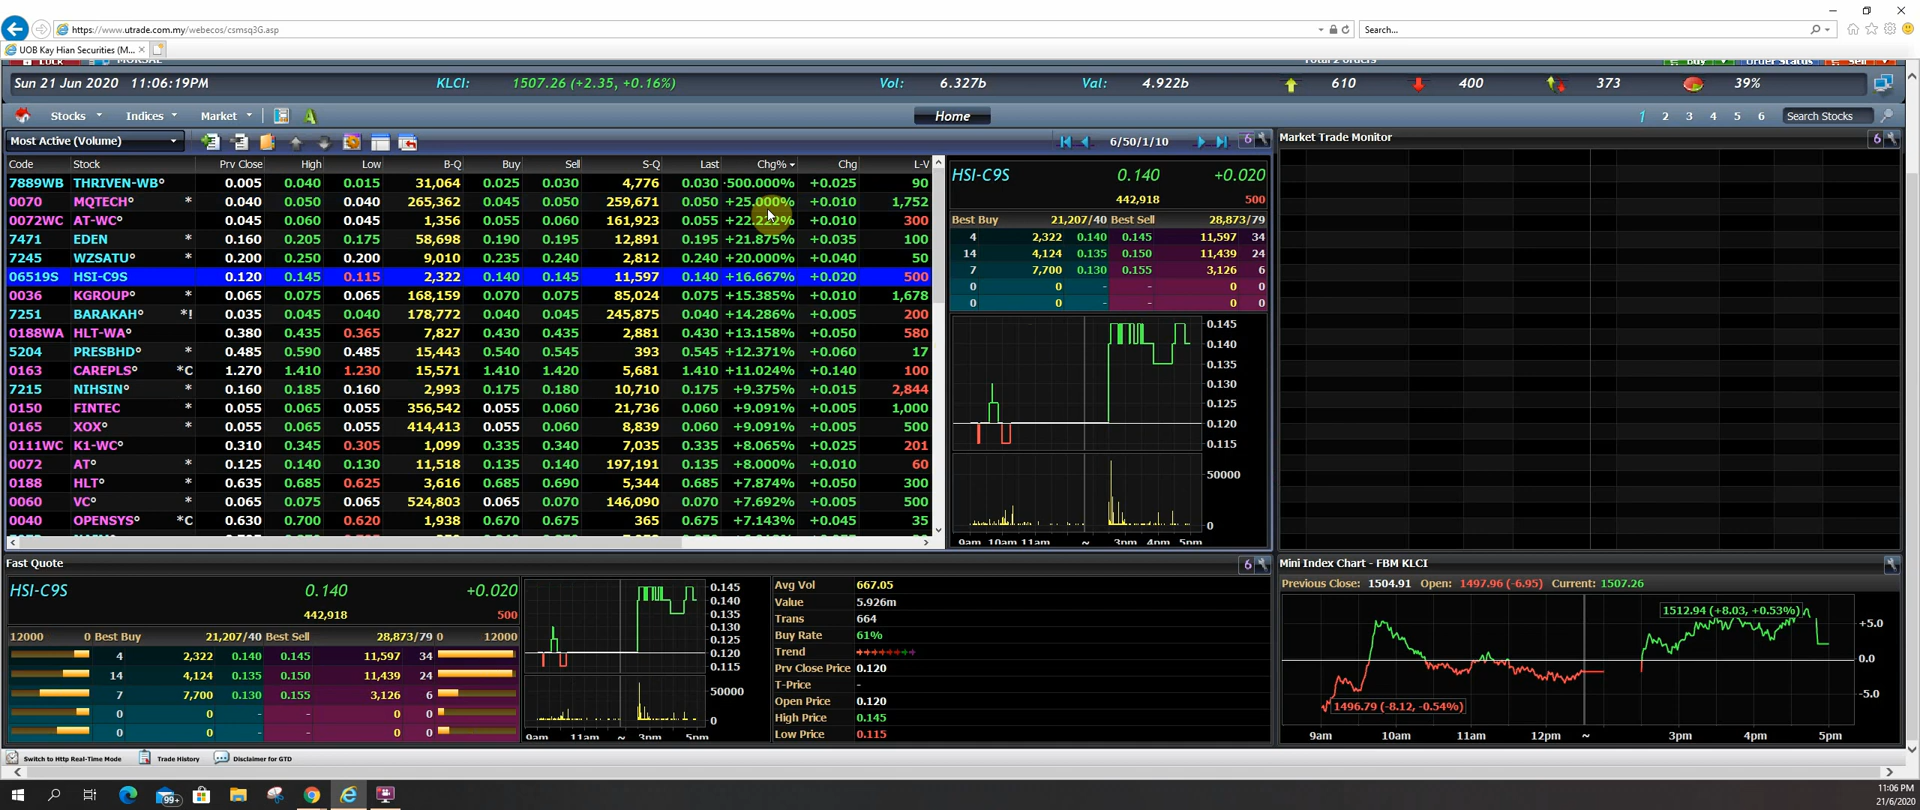 https://www.utrade.com.my/webecos/csmsq3G.asp
Search...
UOB Kay Hian Securities (M...
Sun 21 Jun 2020 11:06:19PM KLCI: 1507.26 (+2.35, +0.16%) Vol: 6.327b Val: 4.922b 610 400 373 39%
Stocks Indices Market A Home 1 2 3 4 5 6 Search Stocks
Most Active (Volume) 6/50/1/10 6
Code Stock Prv Close High Low B-Q Buy Sell S-Q Last Chg% Chg L-V
7889WB THRIVEN-WB° 0.005 0.040 0.015 31,064 0.025 0.030 4,776 0.030 ·500.000% +0.025 90
0070 MQTECH° * 0.040 0.050 0.040 265,362 0.045 0.050 259,671 0.050 +25.000% +0.010 1,752
0072WC AT-WC° 0.045 0.060 0.045 1,356 0.055 0.060 161,923 0.055 +22.222% +0.010 300
7471 EDEN * 0.160 0.205 0.175 58,698 0.190 0.195 12,891 0.195 +21.875% +0.035 100
7245 WZSATU° * 0.200 0.250 0.200 9,010 0.235 0.240 2,812 0.240 +20.000% +0.040 50
06519S HSI-C9S 0.120 0.145 0.115 2,322 0.140 0.145 11,597 0.140 +16.667% +0.020 500
0036 KGROUP° * 0.065 0.075 0.065 168,159 0.070 0.075 85,024 0.075 +15.385% +0.010 1,678
7251 BARAKAH° *! 0.035 0.045 0.040 178,772 0.040 0.045 245,875 0.040 +14.286% +0.005 200
0188WA HLT-WA° 0.380 0.435 0.365 7,827 0.430 0.435 2,881 0.430 +13.158% +0.050 580
5204 PRESBHD° * 0.485 0.590 0.485 15,443 0.540 0.545 393 0.545 +12.371% +0.060 17
0163 CAREPLS° *C 1.270 1.410 1.230 15,571 1.410 1.420 5,681 1.410 +11.024% +0.140 100
7215 NIHSIN° * 0.160 0.185 0.160 2,993 0.175 0.180 10,710 0.175 +9.375% +0.015 2,844
0150 FINTEC * 0.055 0.065 0.055 356,542 0.055 0.060 21,736 0.060 +9.091% +0.005 1,000
0165 XOX° * 0.055 0.065 0.055 414,413 0.055 0.060 8,839 0.060 +9.091% +0.005 500
0111WC K1-WC° 0.310 0.345 0.305 1,099 0.335 0.340 7,035 0.335 +8.065% +0.025 201
0072 AT° * 0.125 0.140 0.130 11,518 0.135 0.140 197,191 0.135 +8.000% +0.010 60
0188 HLT° * 0.635 0.685 0.625 3,616 0.685 0.690 5,344 0.685 +7.874% +0.050 300
0060 VC° * 0.065 0.075 0.065 524,803 0.065 0.070 146,090 0.070 +7.692% +0.005 500
0040 OPENSYS° *C 0.630 0.700 0.620 1,938 0.670 0.675 365 0.675 +7.143% +0.045 35
HSI-C9S 0.140 +0.020
442,918 500
Best Buy 21,207/40 Best Sell 28,873/79
4 2,322 0.140 0.145 11,597 34
14 4,124 0.135 0.150 11,439 24
7 7,700 0.130 0.155 3,126 6
0 0 - - 0 0
0 0 - - 0 0
0.145
0.140
0.135
0.130
0.125
0.120
0.115
50000
0
9am 10am 11am ~ 3pm 4pm 5pm
Market Trade Monitor 6
Fast Quote 6
HSI-C9S 0.140 +0.020
442,918 500
12000 0 Best Buy 21,207/40 Best Sell 28,873/79 0 12000
4 2,322 0.140 0.145 11,597 34
14 4,124 0.135 0.150 11,439 24
7 7,700 0.130 0.155 3,126 6
0 0 - - 0 0
0 0 - - 0 0
0.145
0.140
0.135
0.130
0.125
0.120
0.115
50000
0
9am 11am ~ 3pm 5pm
Avg Vol 667.05
Value 5.926m
Trans 664
Buy Rate 61%
Trend ++++++++
Prv Close Price 0.120
T-Price -
Open Price 0.120
High Price 0.145
Low Price 0.115
Mini Index Chart - FBM KLCI
Previous Close: 1504.91 Open: 1497.96 (-6.95) Current: 1507.26
1512.94 (+8.03, +0.53%)
+5.0
0.0
-5.0
1496.79 (-8.12, -0.54%)
9am 10am 11am 12pm ~ 3pm 4pm 5pm
Switch to Http Real-Time Mode Trade History Disclaimer for GTD
99+
11:06 PM
21/6/2020